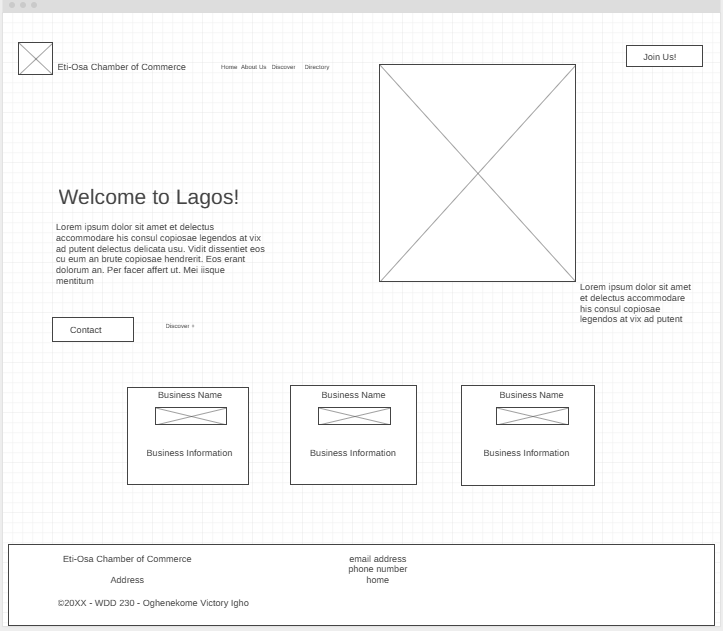 Join Us!
Eti-Osa Chamber of Commerce
Home About Us Discover Directory
Welcome to Lagos!
Lorem ipsum dolor sit amet et delectus
accommodare his consul copiosae legendos at vix
ad putent delectus delicata usu. Vidit dissentiet eos
cu eum an brute copiosae hendrerit. Eos erant
dolorum an. Per facer affert ut. Mei iisque
mentitum
Lorem ipsum dolor sit amet
et delectus accommodare
his consul copiosae
legendos at vix ad putent
Contact
Discover ›
Business Name
Business Information
Business Name
Business Information
Business Name
Business Information
Eti-Osa Chamber of Commerce
Address
©20XX - WDD 230 - Oghenekome Victory Igho
email address
phone number
home